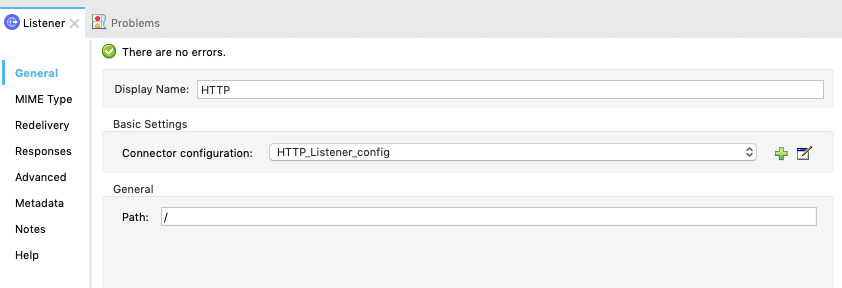 Listener
Problems
There are no errors.
General
MIME Type
Redelivery
Responses
Advanced
Metadata
Notes
Help
Display Name: HTTP
Basic Settings
Connector configuration: HTTP_Listener_config
General
Path: /